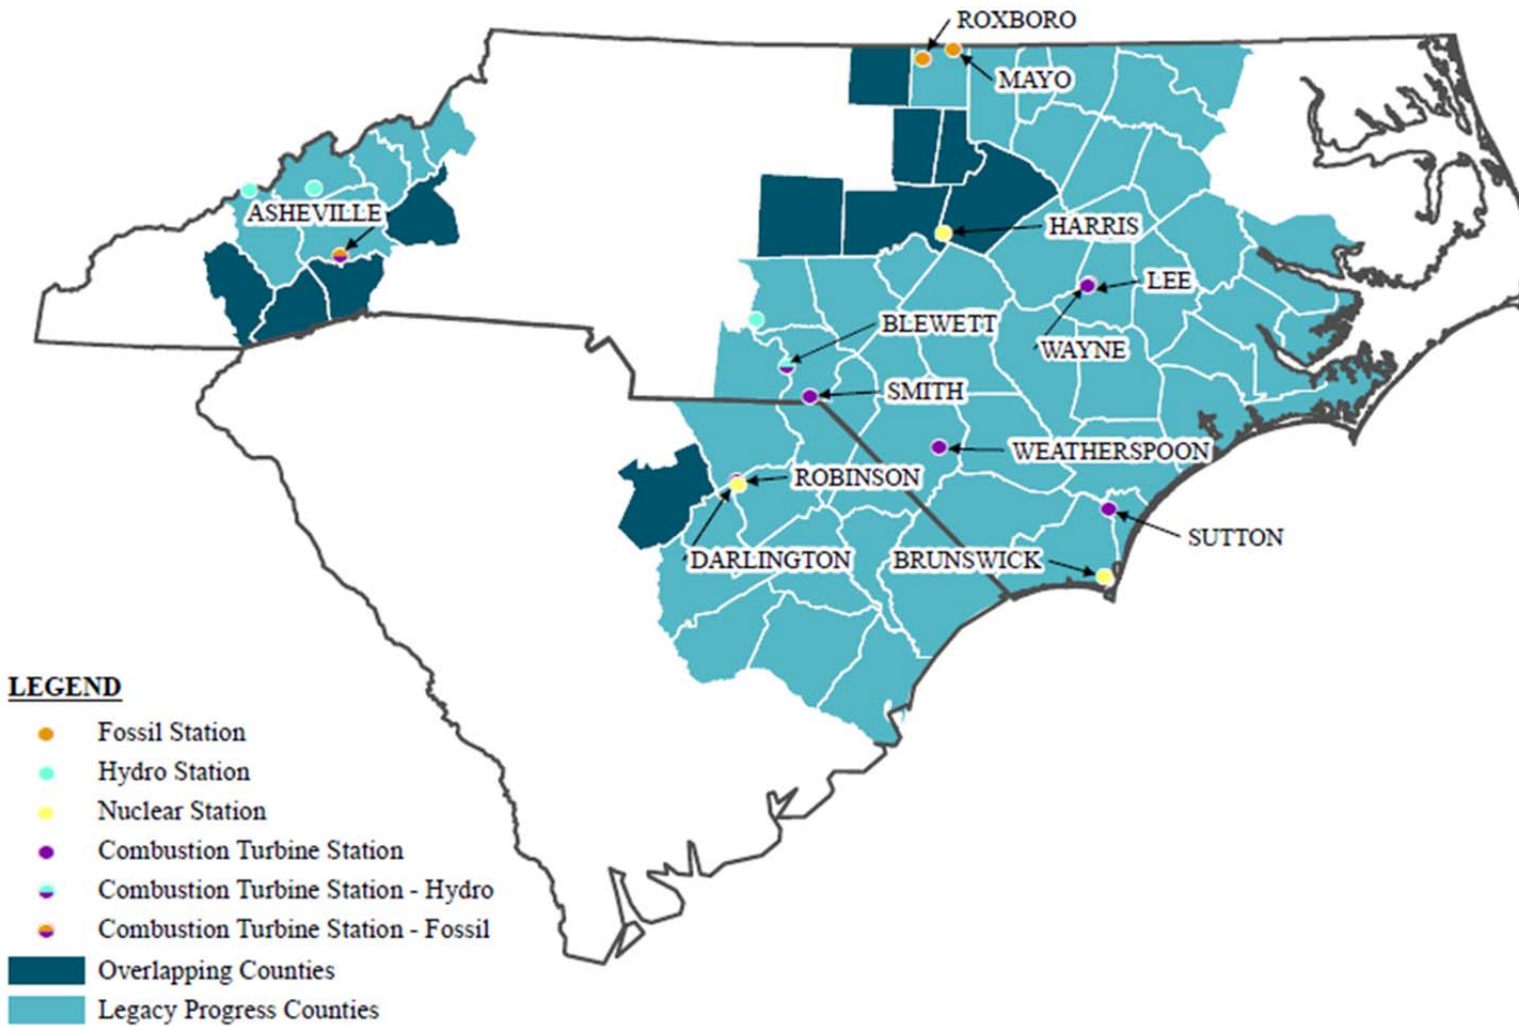 ROXBORO
MAYO
ASHEVILLE
HARRIS
LEE
BLEWETT
WAYNE
SMITH
WEATHERSPOON
ROBINSON
SUTTON
DARLINGTON
BRUNSWICK
LEGEND
Fossil Station
Hydro Station
Nuclear Station
Combustion Turbine Station
Combustion Turbine Station - Hydro
Combustion Turbine Station - Fossil
Overlapping Counties
Legacy Progress Counties